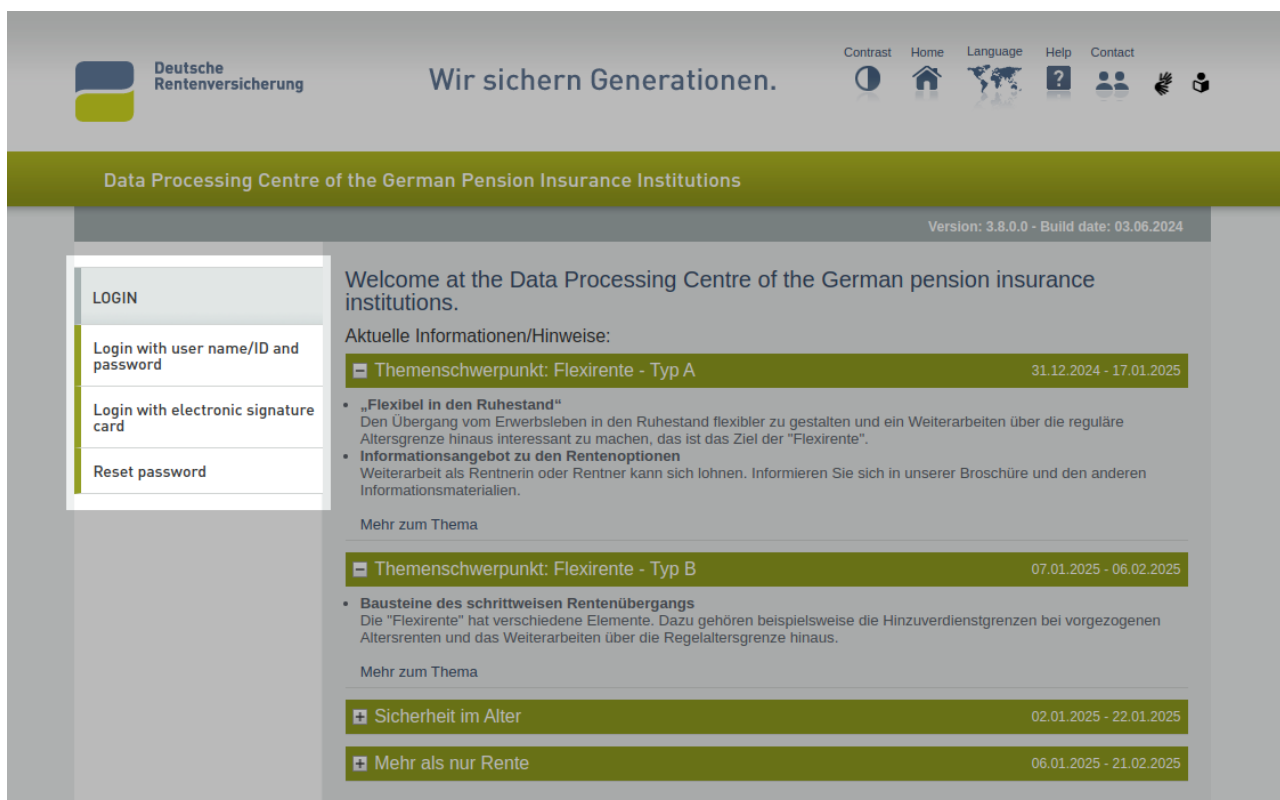 Deutsche
Rentenversicherung
Wir sichern Generationen.
Contrast
Home
Language
Help
Contact
?
Data Processing Centre of the German Pension Insurance Institutions
Version: 3.8.0.0 - Build date: 03.06.2024
LOGIN
Login with user name/ID and
password
Login with electronic signature
card
Reset password
Welcome at the Data Processing Centre of the German pension insurance
institutions.
Aktuelle Informationen/Hinweise:
Themenschwerpunkt: Flexirente - Typ A 31.12.2024 - 17.01.2025
• „Flexibel in den Ruhestand“
Den Übergang vom Erwerbsleben in den Ruhestand flexibler zu gestalten und ein Weiterarbeiten über die reguläre
Altersgrenze hinaus interessant zu machen, das ist das Ziel der "Flexirente".
• Informationsangebot zu den Rentenoptionen
Weiterarbeit als Rentnerin oder Rentner kann sich lohnen. Informieren Sie sich in unserer Broschüre und den anderen
Informationsmaterialien.
Mehr zum Thema
Themenschwerpunkt: Flexirente - Typ B 07.01.2025 - 06.02.2025
• Bausteine des schrittweisen Rentenübergangs
Die "Flexirente" hat verschiedene Elemente. Dazu gehören beispielsweise die Hinzuverdienstgrenzen bei vorgezogenen
Altersrenten und das Weiterarbeiten über die Regelaltersgrenze hinaus.
Mehr zum Thema
Sicherheit im Alter 02.01.2025 - 22.01.2025
Mehr als nur Rente 06.01.2025 - 21.02.2025